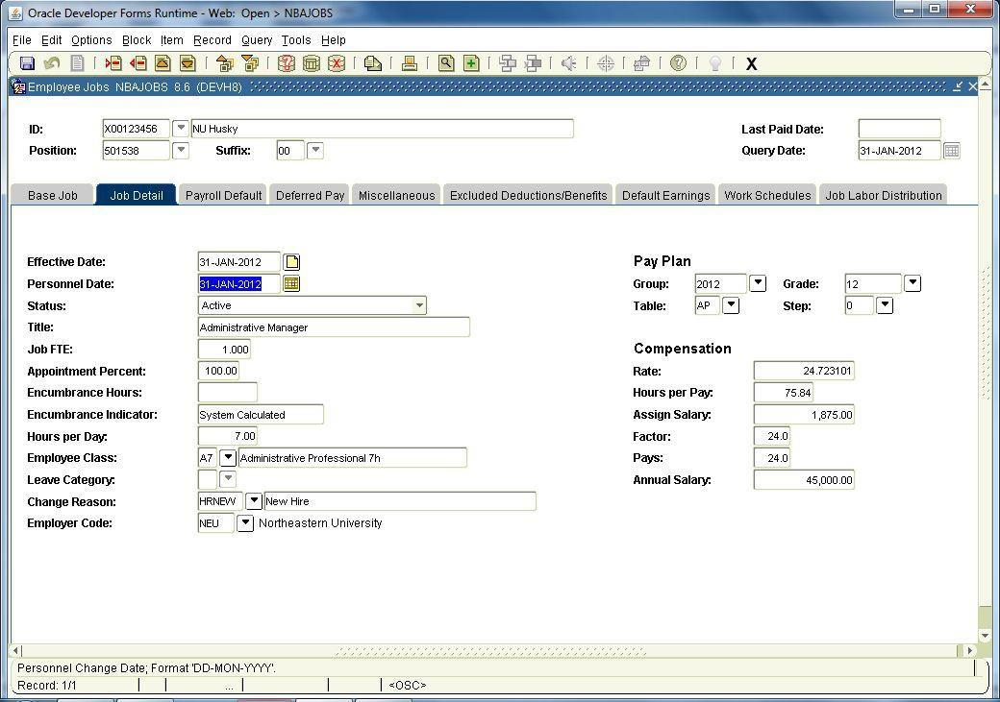 Oracle Developer Forms Runtime - Web: Open > NBAJOBS
File Edit Options Block Item Record Query Tools Help
X
Employee Jobs NBAJOBS 8.6 (DEVH8)
ID: X00123456 NU Husky Last Paid Date:
Position: 501538 Suffix: 00 Query Date: 31-JAN-2012
Base Job Job Detail Payroll Default Deferred Pay Miscellaneous Excluded Deductions/Benefits Default Earnings Work Schedules Job Labor Distribution
Effective Date: 31-JAN-2012 Pay Plan
Personnel Date: 31-JAN-2012 Group: 2012 Grade: 12
Status: Active Table: AP Step: 0
Title: Administrative Manager
Job FTE: 1.000 Compensation
Appointment Percent: 100.00 Rate: 24.723101
Encumbrance Hours: Hours per Pay: 75.84
Encumbrance Indicator: System Calculated Assign Salary: 1,875.00
Hours per Day: 7.00 Factor: 24.0
Employee Class: A7 Administrative Professional 7h Pays: 24.0
Leave Category: Annual Salary: 45,000.00
Change Reason: HRNEW New Hire
Employer Code: NEU Northeastern University
Personnel Change Date; Format 'DD-MON-YYYY'.
Record: 1/1 ... <OSC>